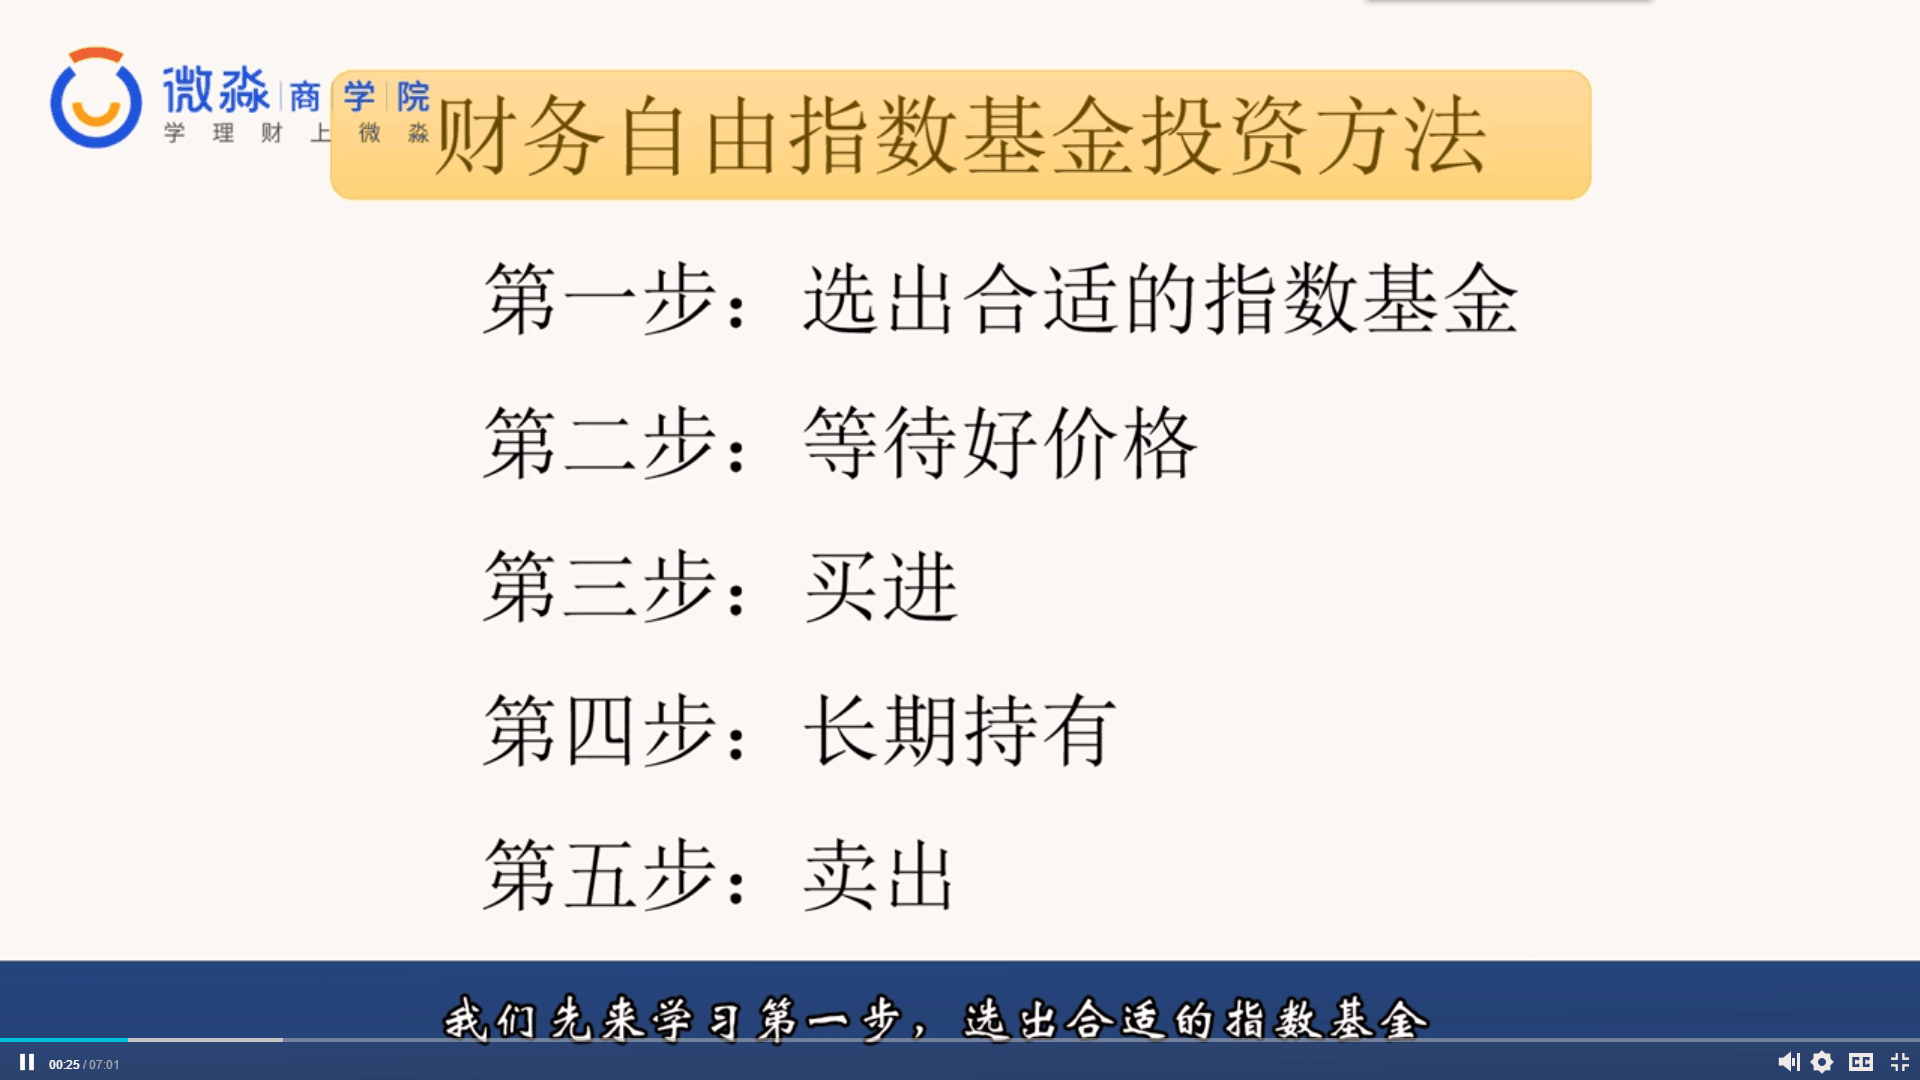 微淼 商 学 院
学 理 财 上 微 淼
财务自由指数基金投资方法
第一步：选出合适的指数基金
第二步：等待好价格
第三步：买进
第四步：长期持有
第五步：卖出
我们先来学习第一步，选出合适的指数基金
00:25 / 07:01
CC